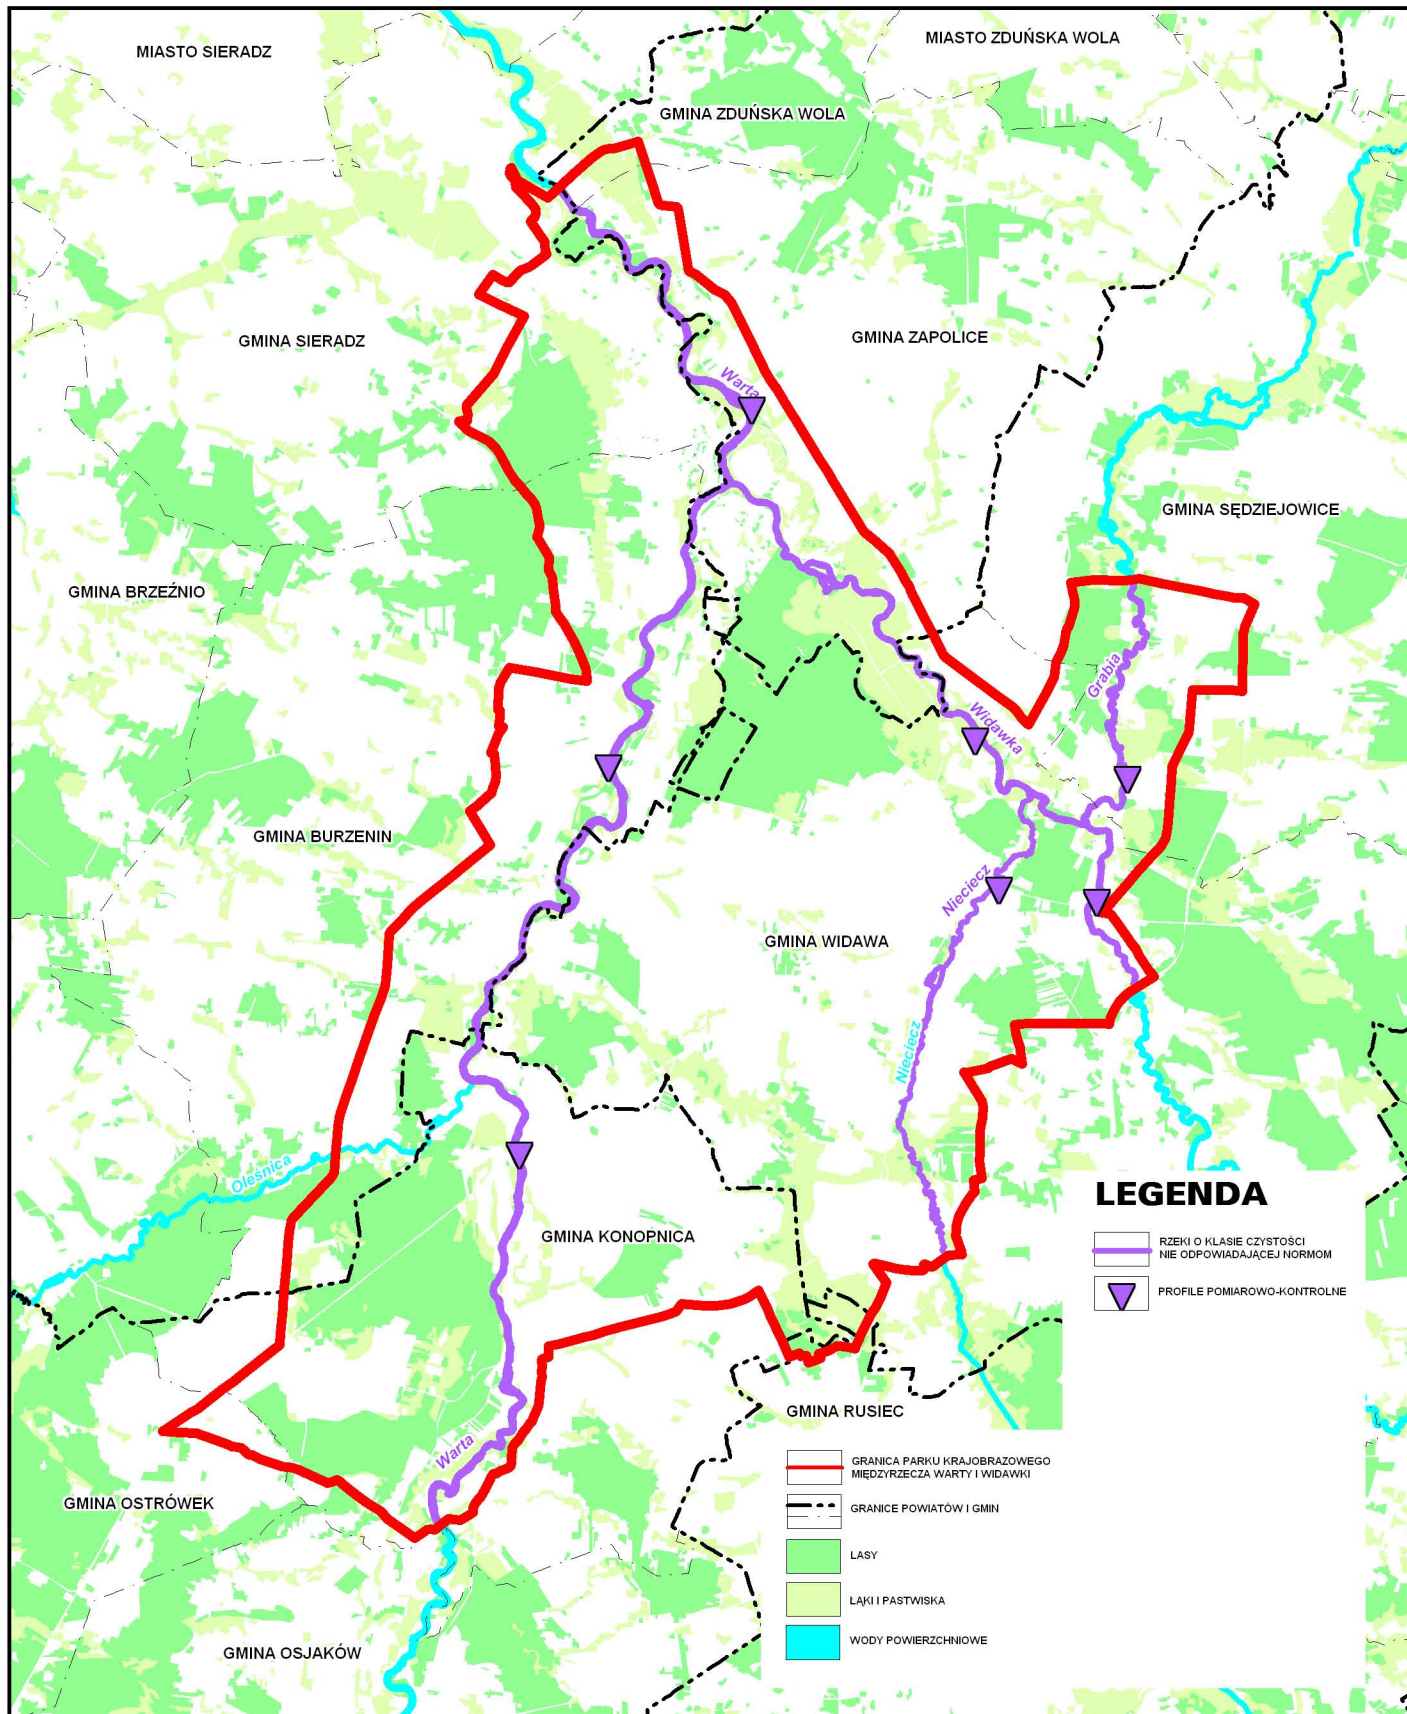 MIASTO SIERADZ
MIASTO ZDUŃSKA WOLA
GMINA ZDUŃSKA WOLA
GMINA SIERADZ
GMINA ZAPOLICE
Warta
GMINA SĘDZIEJOWICE
GMINA BRZEŹNIO
Grabia
Widawka
GMINA BURZENIN
Nieciecz
GMINA WIDAWA
Nieciecz
Oleśnica
GMINA KONOPNICA
LEGENDA
RZEKI O KLASIE CZYSTOŚCI
NIE ODPOWIADAJĄCEJ NORMOM
PROFILE POMIAROWO-KONTROLNE
GMINA RUSIEC
Warta
GMINA OSTRÓWEK
GRANICA PARKU KRAJOBRAZOWEGO
MIĘDZYRZECZA WARTY I WIDAWKI
GRANICE POWIATÓW I GMIN
LASY
ŁĄKI I PASTWISKA
WODY POWIERZCHNIOWE
GMINA OSJAKÓW